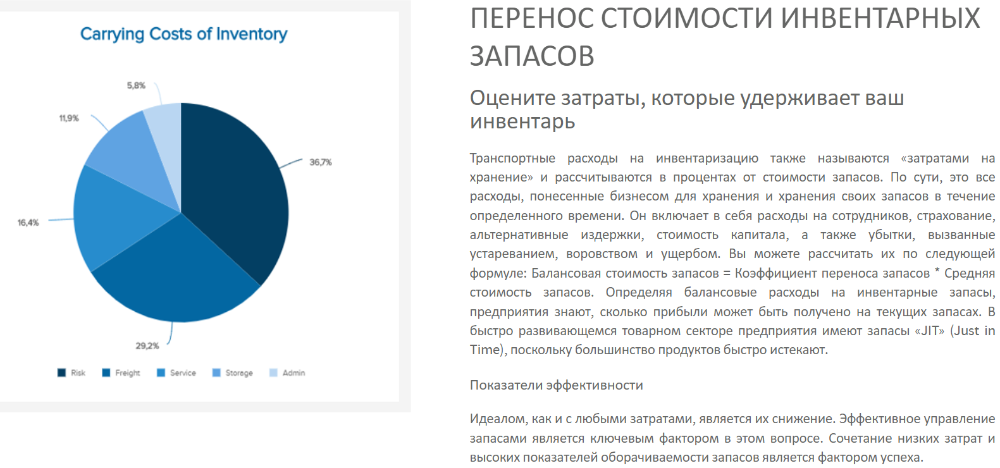 Carrying Costs of Inventory
5,8%
11,9%
36,7%
16,4%
29,2%
Risk Freight Service Storage Admin
ПЕРЕНОС СТОИМОСТИ ИНВЕНТАРНЫХ
ЗАПАСОВ
Оцените затраты, которые удерживает ваш
инвентарь
Транспортные расходы на инвентаризацию также называются «затратами на
хранение» и рассчитываются в процентах от стоимости запасов. По сути, это все
расходы, понесенные бизнесом для хранения и хранения своих запасов в течение
определенного времени. Он включает в себя расходы на сотрудников, страхование,
альтернативные издержки, стоимость капитала, а также убытки, вызванные
устареванием, воровством и ущербом. Вы можете рассчитать их по следующей
формуле: Балансовая стоимость запасов = Коэффициент переноса запасов * Средняя
стоимость запасов. Определяя балансовые расходы на инвентарные запасы,
предприятия знают, сколько прибыли может быть получено на текущих запасах. В
быстро развивающемся товарном секторе предприятия имеют запасы «JIT» (Just in
Time), поскольку большинство продуктов быстро истекают.
Показатели эффективности
Идеалом, как и с любыми затратами, является их снижение. Эффективное управление
запасами является ключевым фактором в этом вопросе. Сочетание низких затрат и
высоких показателей оборачиваемости запасов является фактором успеха.